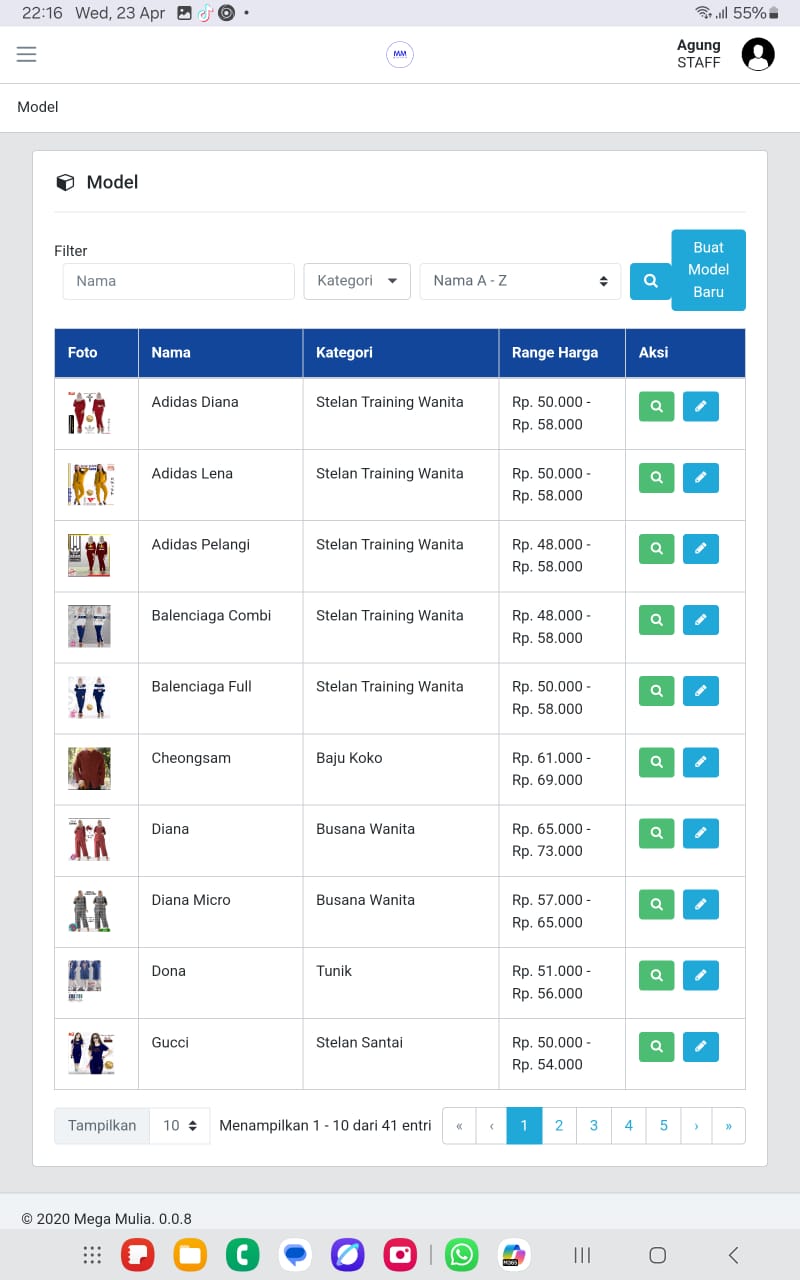 22:16 Wed, 23 Apr
55%
MM
Agung
STAFF
Model
Model
Filter
Nama
Kategori
Nama A - Z
Buat
Model
Baru
Foto Nama Kategori Range Harga Aksi
Adidas Diana Stelan Training Wanita Rp. 50.000 -
Rp. 58.000
Adidas Lena Stelan Training Wanita Rp. 50.000 -
Rp. 58.000
Adidas Pelangi Stelan Training Wanita Rp. 48.000 -
Rp. 58.000
Balenciaga Combi Stelan Training Wanita Rp. 48.000 -
Rp. 58.000
Balenciaga Full Stelan Training Wanita Rp. 50.000 -
Rp. 58.000
Cheongsam Baju Koko Rp. 61.000 -
Rp. 69.000
Diana Busana Wanita Rp. 65.000 -
Rp. 73.000
Diana Micro Busana Wanita Rp. 57.000 -
Rp. 65.000
Dona Tunik Rp. 51.000 -
Rp. 56.000
Gucci Stelan Santai Rp. 50.000 -
Rp. 54.000
Tampilkan 10 Menampilkan 1 - 10 dari 41 entri « ‹ 1 2 3 4 5 › »
© 2020 Mega Mulia. 0.0.8
M365